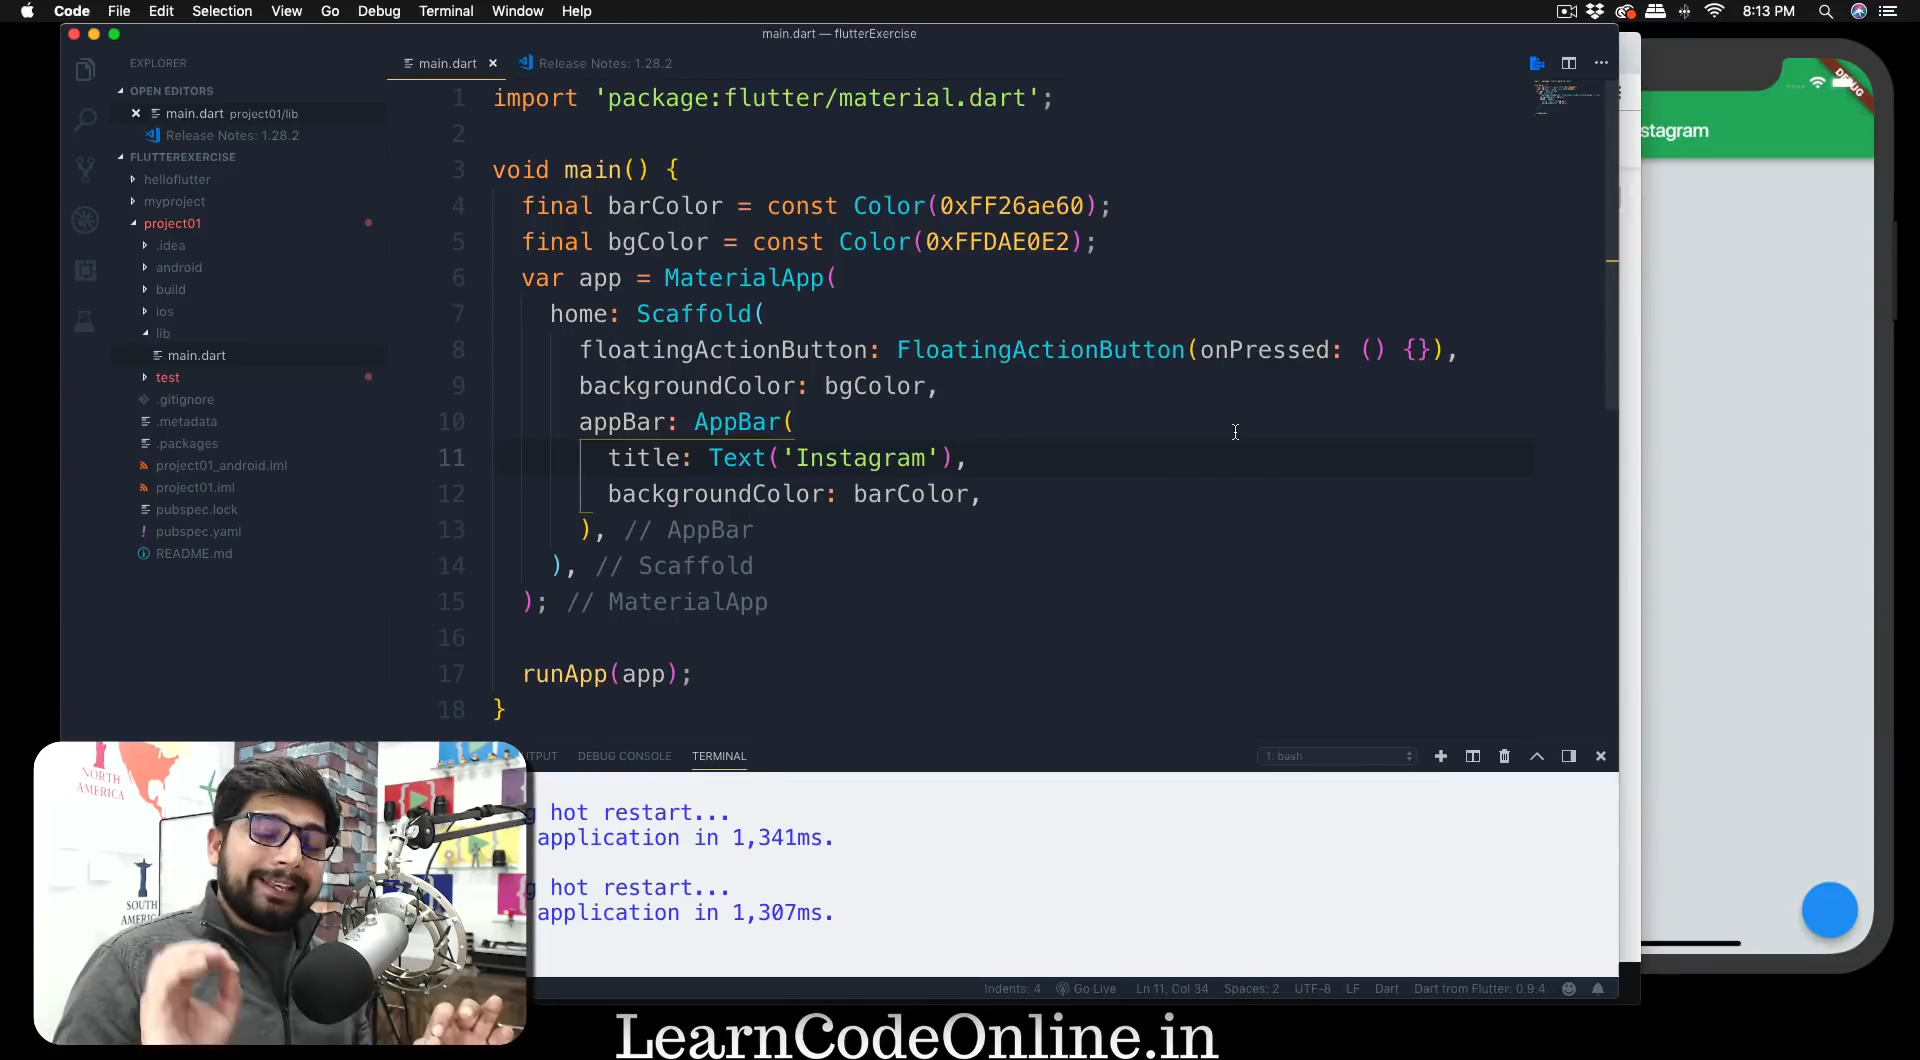 Code File Edit Selection View Go Debug Terminal Window Help 8:13 PM
main.dart — flutterExercise
EXPLORER
OPEN EDITORS
main.dart project01/lib
Release Notes: 1.28.2
FLUTTEREXERCISE
helloflutter
myproject
project01
.idea
android
build
ios
lib
main.dart
test
.gitignore
.metadata
.packages
project01_android.iml
project01.iml
pubspec.lock
pubspec.yaml
README.md
main.dart Release Notes: 1.28.2
1 import 'package:flutter/material.dart';
2
3 void main() {
4 final barColor = const Color(0xFF26ae60);
5 final bgColor = const Color(0xFFDAE0E2);
6 var app = MaterialApp(
7 home: Scaffold(
8 floatingActionButton: FloatingActionButton(onPressed: () {}),
9 backgroundColor: bgColor,
10 appBar: AppBar(
11 title: Text('Instagram'),
12 backgroundColor: barColor,
13 ), // AppBar
14 ), // Scaffold
15 ); // MaterialApp
16
17 runApp(app);
18 }
DEBUG
stagram
UTPUT DEBUG CONSOLE TERMINAL 1: bash
g hot restart...
application in 1,341ms.
g hot restart...
application in 1,307ms.
NORTH
AMERICA
SOUTH
AMERIC
Indents: 4 Go Live Ln 11, Col 34 Spaces: 2 UTF-8 LF Dart Dart from Flutter: 0.9.4
LearnCodeOnline.in